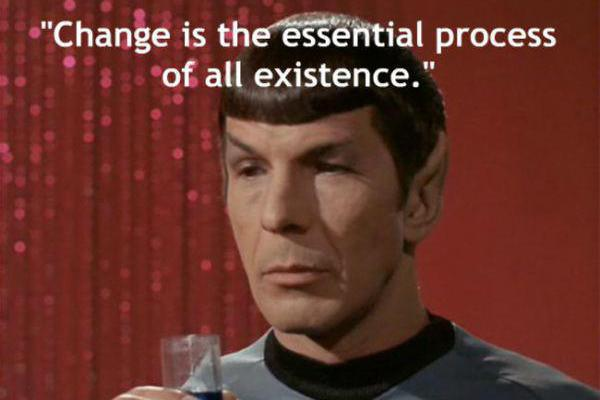 "Change is the essential process
of all existence."